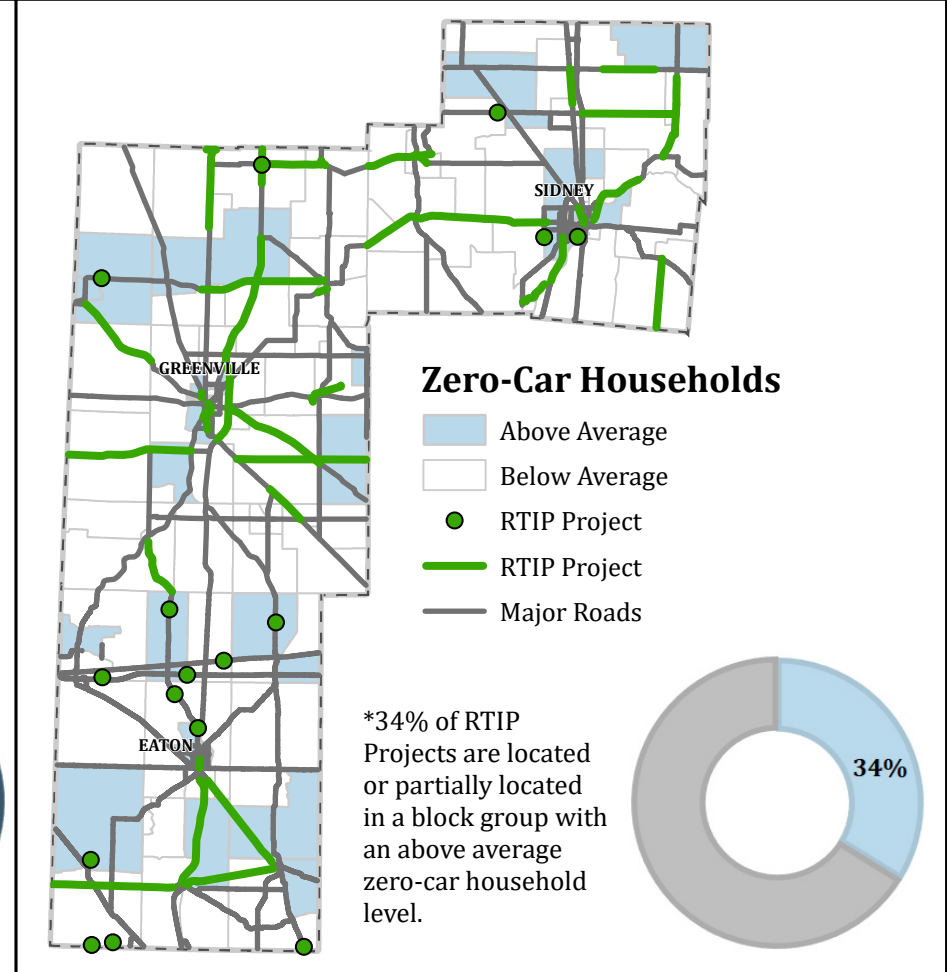 SIDNEY
GREENVILLE
Zero-Car Households
Above Average
Below Average
RTIP Project
RTIP Project
Major Roads
EATON
*34% of RTIP
Projects are located
or partially located
in a block group with
an above average
zero-car household
level.
34%